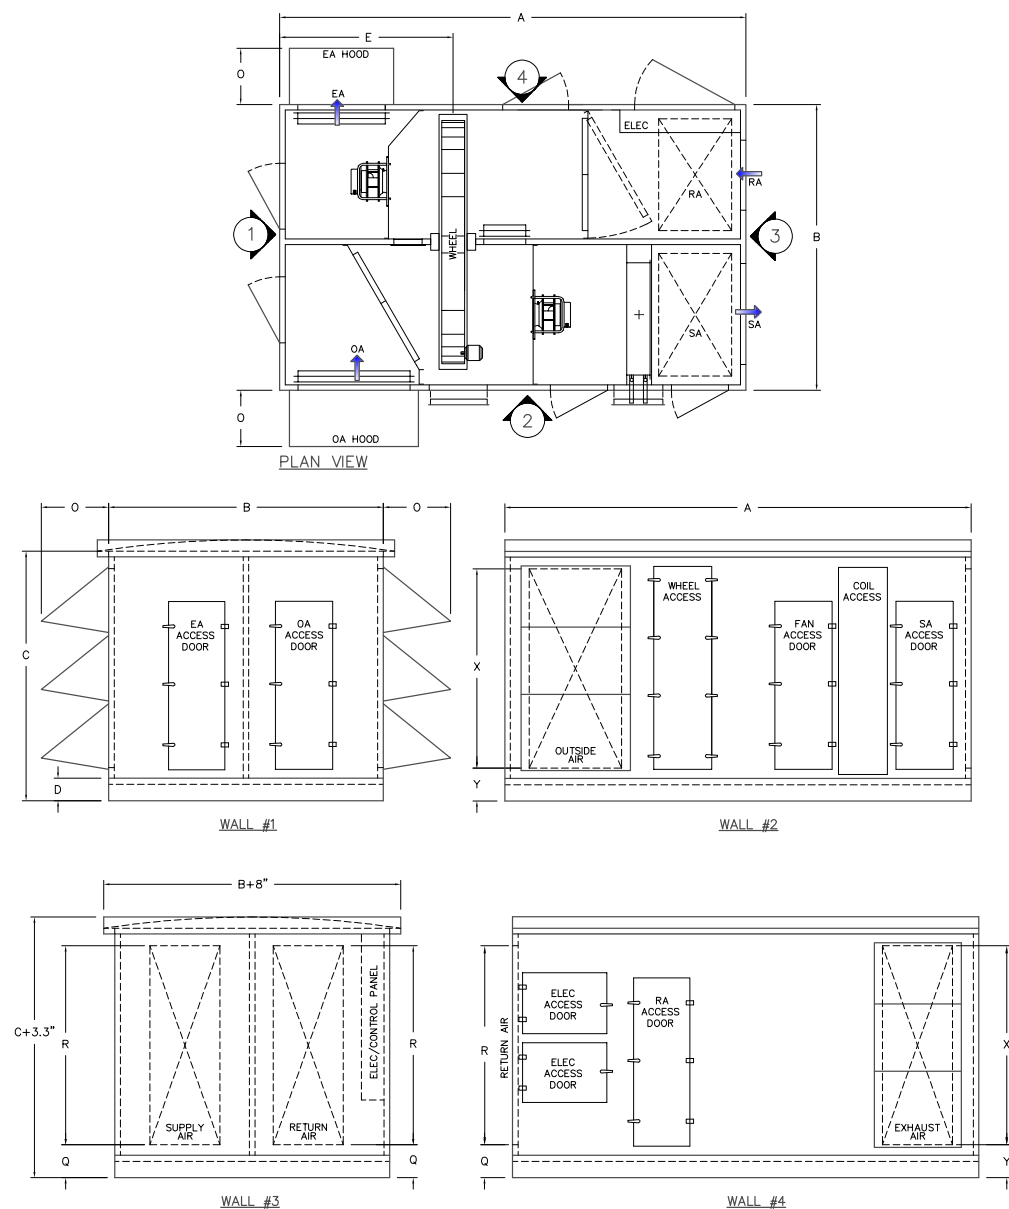 A
E
EA HOOD
O
EA
4
ELEC
RA
RA
1
WHEEL
3
B
OA
SA
SA
O
OA HOOD
2
PLAN VIEW
O
B
O
C
EA
ACCESS
DOOR
OA
ACCESS
DOOR
D
WALL #1
A
X
Y
OUTSIDE
AIR
WHEEL
ACCESS
FAN
ACCESS
DOOR
COIL
ACCESS
SA
ACCESS
DOOR
WALL #2
B+8"
C+3.3"
R
Q
SUPPLY
AIR
RETURN
AIR
ELEC/CONTROL PANEL
R
Q
WALL #3
R
Q
RETURN AIR
ELEC
ACCESS
DOOR
ELEC
ACCESS
DOOR
RA
ACCESS
DOOR
EXHAUST
AIR
X
Y
WALL #4